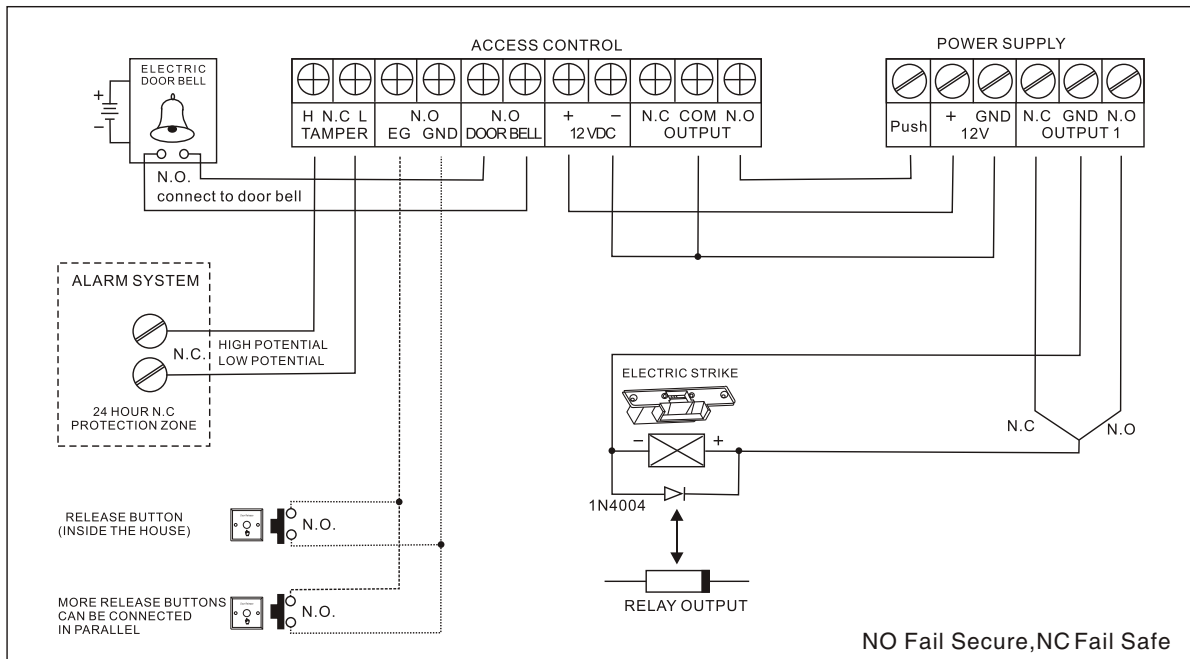 ACCESS CONTROL
POWER SUPPLY
ELECTRIC
DOOR BELL
+
−
H N.C L
TAMPER
N.O
EG GND
N.O
DOOR BELL
+ −
12 VDC
N.C COM N.O
OUTPUT
Push
+ GND
12V
N.C GND N.O
OUTPUT 1
N.O.
connect to door bell
ALARM SYSTEM
N.C.
HIGH POTENTIAL
LOW POTENTIAL
24 HOUR N.C
PROTECTION ZONE
ELECTRIC STRIKE
− +
N.C
N.O
1N4004
RELAY OUTPUT
RELEASE BUTTON
(INSIDE THE HOUSE)
N.O.
MORE RELEASE BUTTONS
CAN BE CONNECTED
IN PARALLEL
N.O.
NO Fail Secure,NC Fail Safe